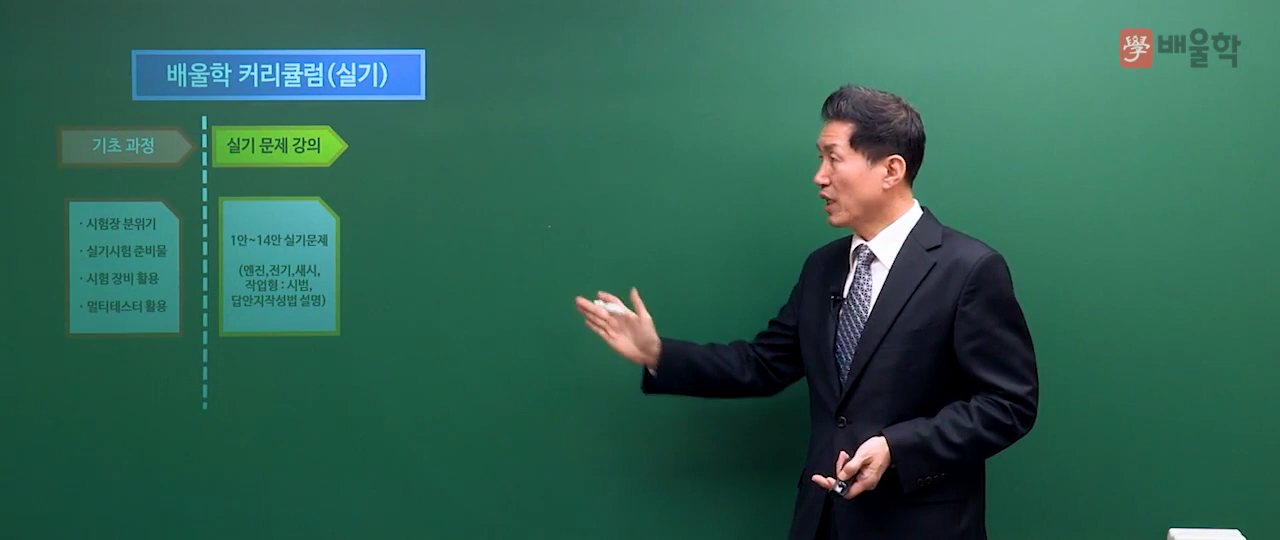 學 배울학
배울학 커리큘럼(실기)
기초 과정
실기 문제 강의
· 시험장 분위기
· 실기시험 준비물
· 시험 장비 활용
· 멀티테스터 활용
1안~14안 실기문제
(엔진,전기,섀시,
작업형 : 시범,
답안지작성법 설명)